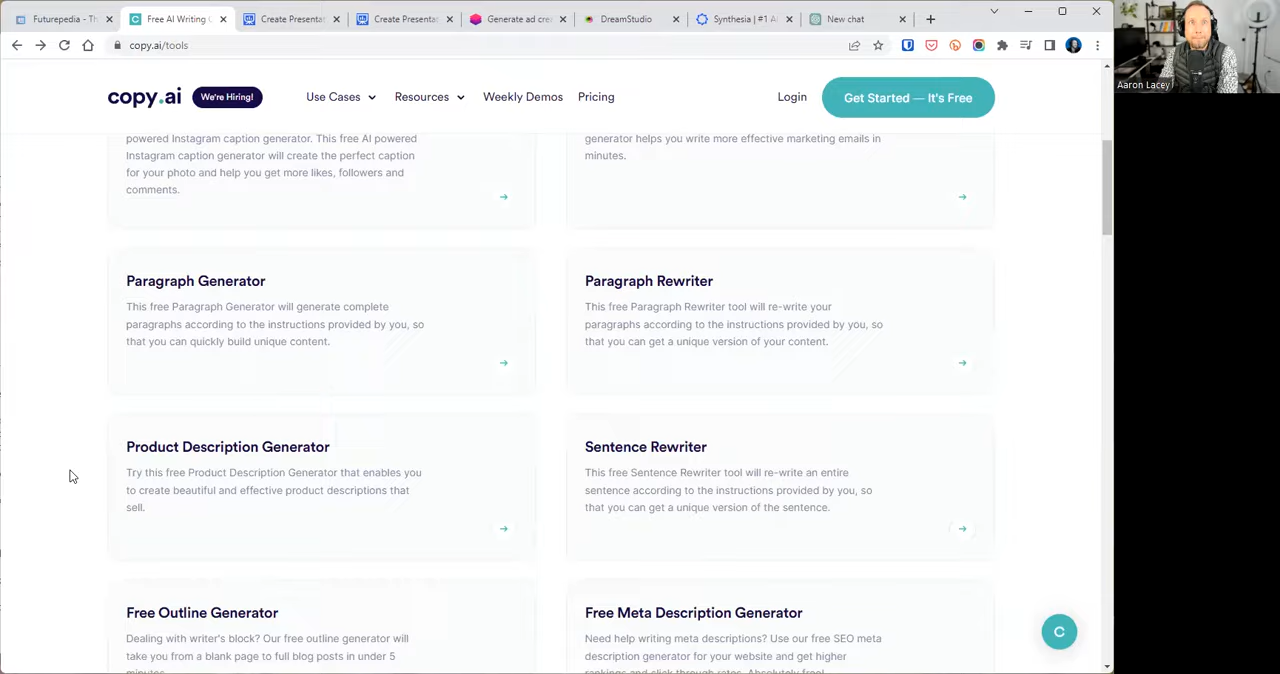 Futurepedia - Th
Free AI Writing
Create Presenta
Create Presenta
Generate ad cre
DreamStudio
Synthesia | #1 A
New chat
copy.ai/tools
Aaron Lacey
copy.ai
We're Hiring!
Use Cases
Resources
Weekly Demos
Pricing
Login
Get Started — It's Free
powered Instagram caption generator. This free AI powered
Instagram caption generator will create the perfect caption
for your photo and help you get more likes, followers and
comments.
generator helps you write more effective marketing emails in
minutes.
Paragraph Generator
This free Paragraph Generator will generate complete
paragraphs according to the instructions provided by you, so
that you can quickly build unique content.
Paragraph Rewriter
This free Paragraph Rewriter tool will re-write your
paragraphs according to the instructions provided by you, so
that you can get a unique version of your content.
Product Description Generator
Try this free Product Description Generator that enables you
to create beautiful and effective product descriptions that
sell.
Sentence Rewriter
This free Sentence Rewriter tool will re-write an entire
sentence according to the instructions provided by you, so
that you can get a unique version of the sentence.
Free Outline Generator
Dealing with writer's block? Our free outline generator will
take you from a blank page to full blog posts in under 5
minutes.
Free Meta Description Generator
Need help writing meta descriptions? Use our free SEO meta
description generator for your website and get higher
rankings and click through rates. Absolutely free!
C